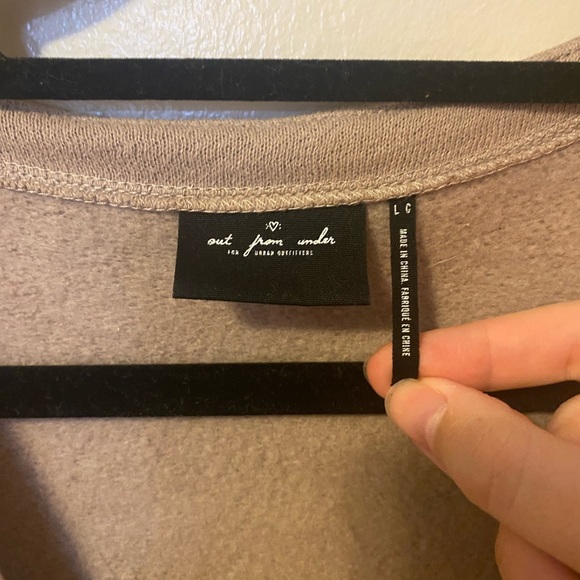 out from under
FOR URBAN OUTFITTERS
L G
MADE IN CHINA. FABRIQUÉ EN CHINE